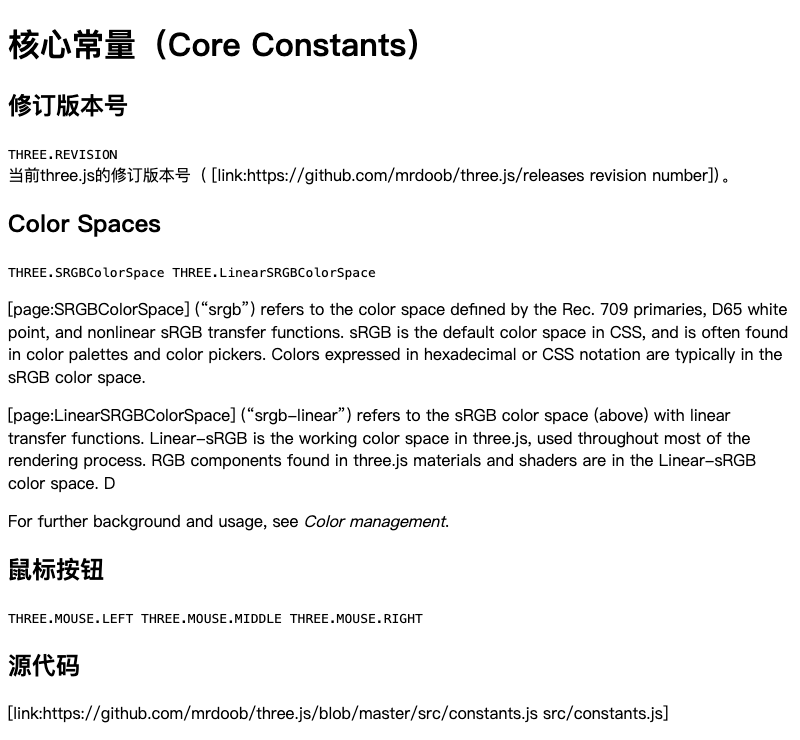 核心常量（Core Constants）
修订版本号
THREE.REVISION
当前three.js的修订版本号（ [link:https://github.com/mrdoob/three.js/releases revision number]）。
Color Spaces
THREE.SRGBColorSpace THREE.LinearSRGBColorSpace
[page:SRGBColorSpace] (“srgb”) refers to the color space defined by the Rec. 709 primaries, D65 white
point, and nonlinear sRGB transfer functions. sRGB is the default color space in CSS, and is often found
in color palettes and color pickers. Colors expressed in hexadecimal or CSS notation are typically in the
sRGB color space.
[page:LinearSRGBColorSpace] (“srgb-linear”) refers to the sRGB color space (above) with linear
transfer functions. Linear-sRGB is the working color space in three.js, used throughout most of the
rendering process. RGB components found in three.js materials and shaders are in the Linear-sRGB
color space. D
For further background and usage, see Color management.
鼠标按钮
THREE.MOUSE.LEFT THREE.MOUSE.MIDDLE THREE.MOUSE.RIGHT
源代码
[link:https://github.com/mrdoob/three.js/blob/master/src/constants.js src/constants.js]